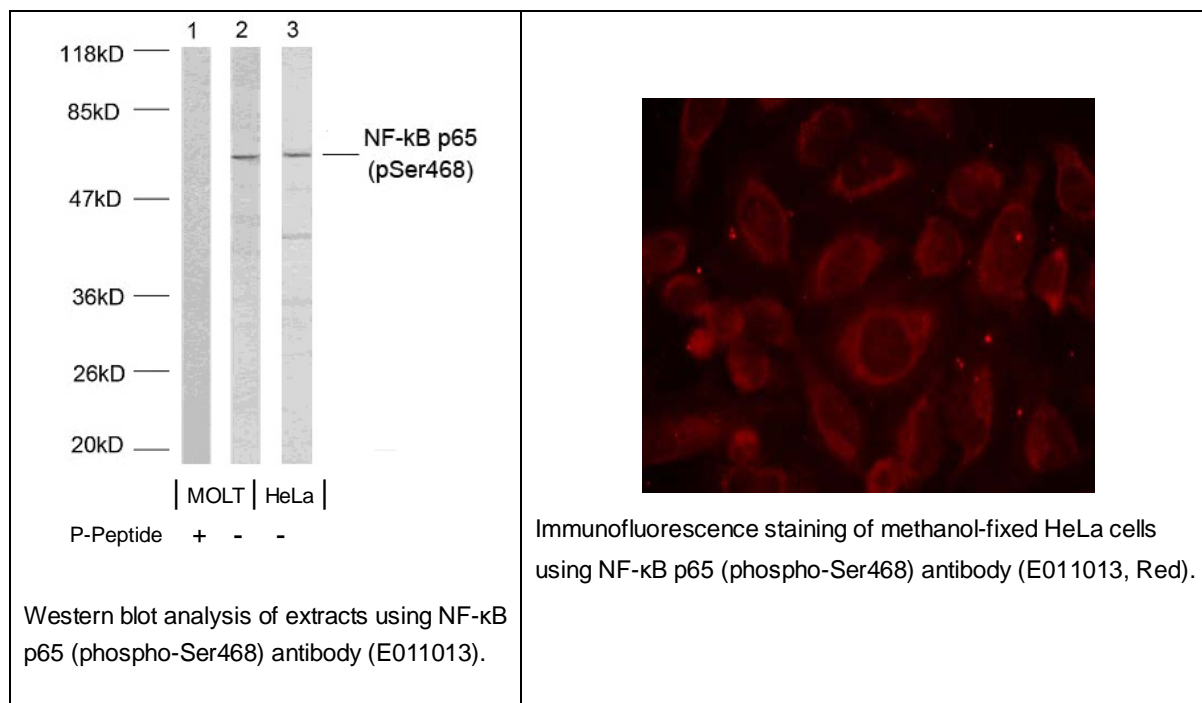 1 2 3
118kD
85kD
NF-kB p65
(pSer468)
47kD
36kD
26kD
20kD
MOLT HeLa
P-Peptide + - -
Western blot analysis of extracts using NF-κB
p65 (phospho-Ser468) antibody (E011013).
Immunofluorescence staining of methanol-fixed HeLa cells
using NF-κB p65 (phospho-Ser468) antibody (E011013, Red).